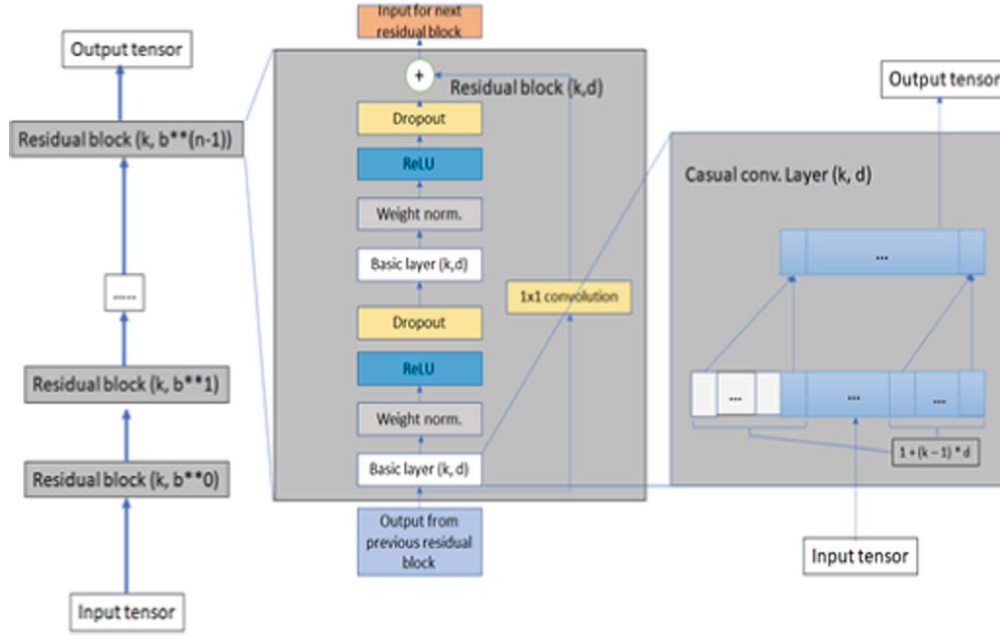 Output tensor
Residual block (k, b**(n-1))
.....
Residual block (k, b**1)
Residual block (k, b**0)
Input tensor
Input for next
residual block
+
Residual block (k,d)
Dropout
ReLU
Weight norm.
Basic layer (k,d)
1x1 convolution
Dropout
ReLU
Weight norm.
Basic layer (k, d)
Output from
previous residual
block
Output tensor
Casual conv. Layer (k, d)
...
...
...
...
1 + (k – 1) * d
Input tensor